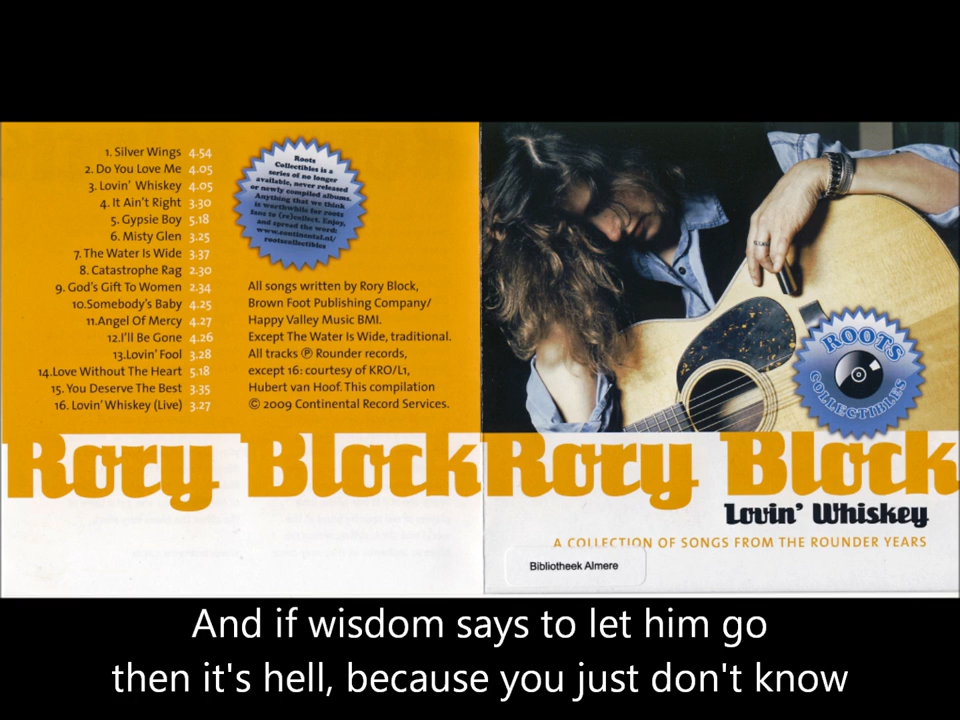 1. Silver Wings 4.54
2. Do You Love Me 4.05
3. Lovin' Whiskey 4.05
4. It Ain't Right 3.30
5. Gypsie Boy 5.18
6. Misty Glen 3.25
7. The Water Is Wide 3.37
8. Catastrophe Rag 2.30
9. God's Gift To Women 2.34
10.Somebody's Baby 4.25
11.Angel Of Mercy 4.27
12.I'll Be Gone 4.26
13.Lovin' Fool 3.28
14.Love Without The Heart 5.18
15. You Deserve The Best 3.35
16. Lovin' Whiskey (Live) 3.27
Roots
Collectibles is a
series of no longer
available, never released
or newly compiled albums.
Anything that we think
is worthwhile for roots
fans to (re)collect. Enjoy,
and spread the word:
www.continental.nl/
rootscollectibles
All songs written by Rory Block,
Brown Foot Publishing Company/
Happy Valley Music BMI.
Except The Water Is Wide, traditional.
All tracks ℗ Rounder records,
except 16: courtesy of KRO/L1,
Hubert van Hoof. This compilation
© 2009 Continental Record Services.
Rory Block
ROOTS
COLLECTIBLES
Rory Block
Lovin' Whiskey
A COLLECTION OF SONGS FROM THE ROUNDER YEARS
Bibliotheek Almere
And if wisdom says to let him go
then it's hell, because you just don't know